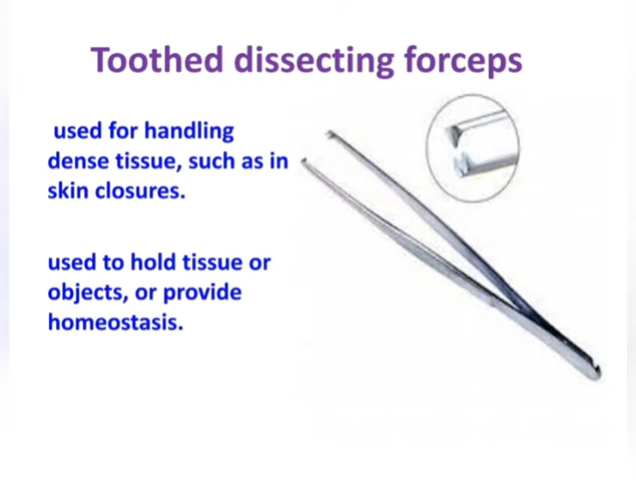 Toothed dissecting forceps
used for handling
dense tissue, such as in
skin closures.
used to hold tissue or
objects, or provide
homeostasis.